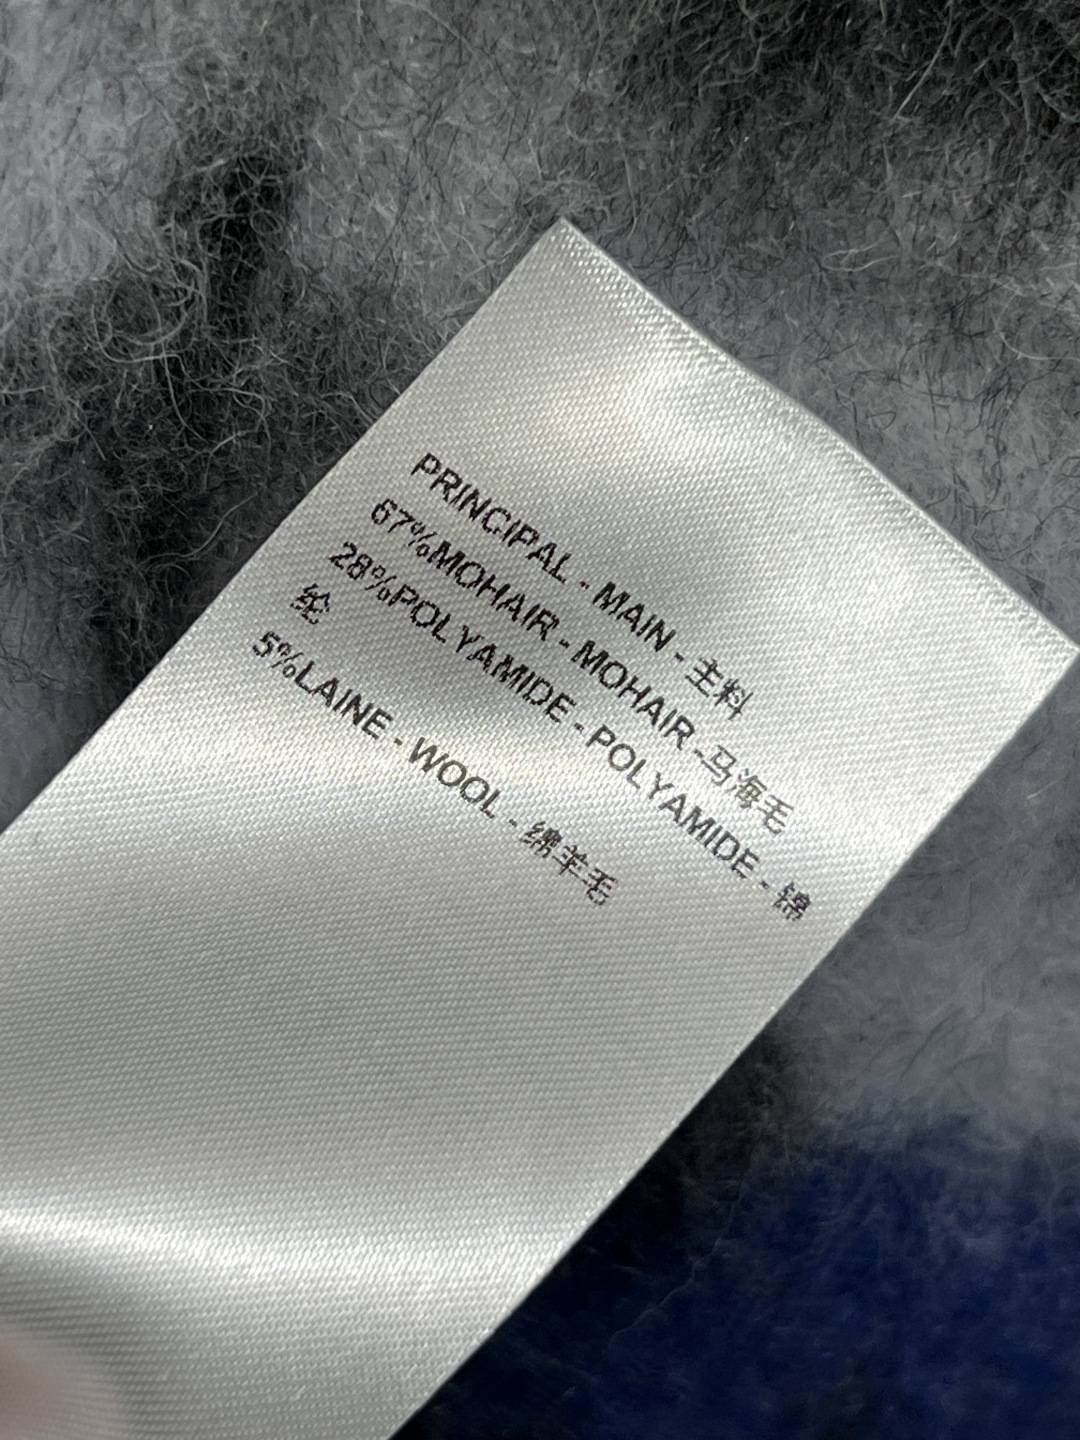 PRINCIPAL - MAIN - 主料
67%MOHAIR - MOHAIR -马海毛
28%POLYAMIDE - POLYAMIDE - 锦
纶
5%LAINE - WOOL - 绵羊毛